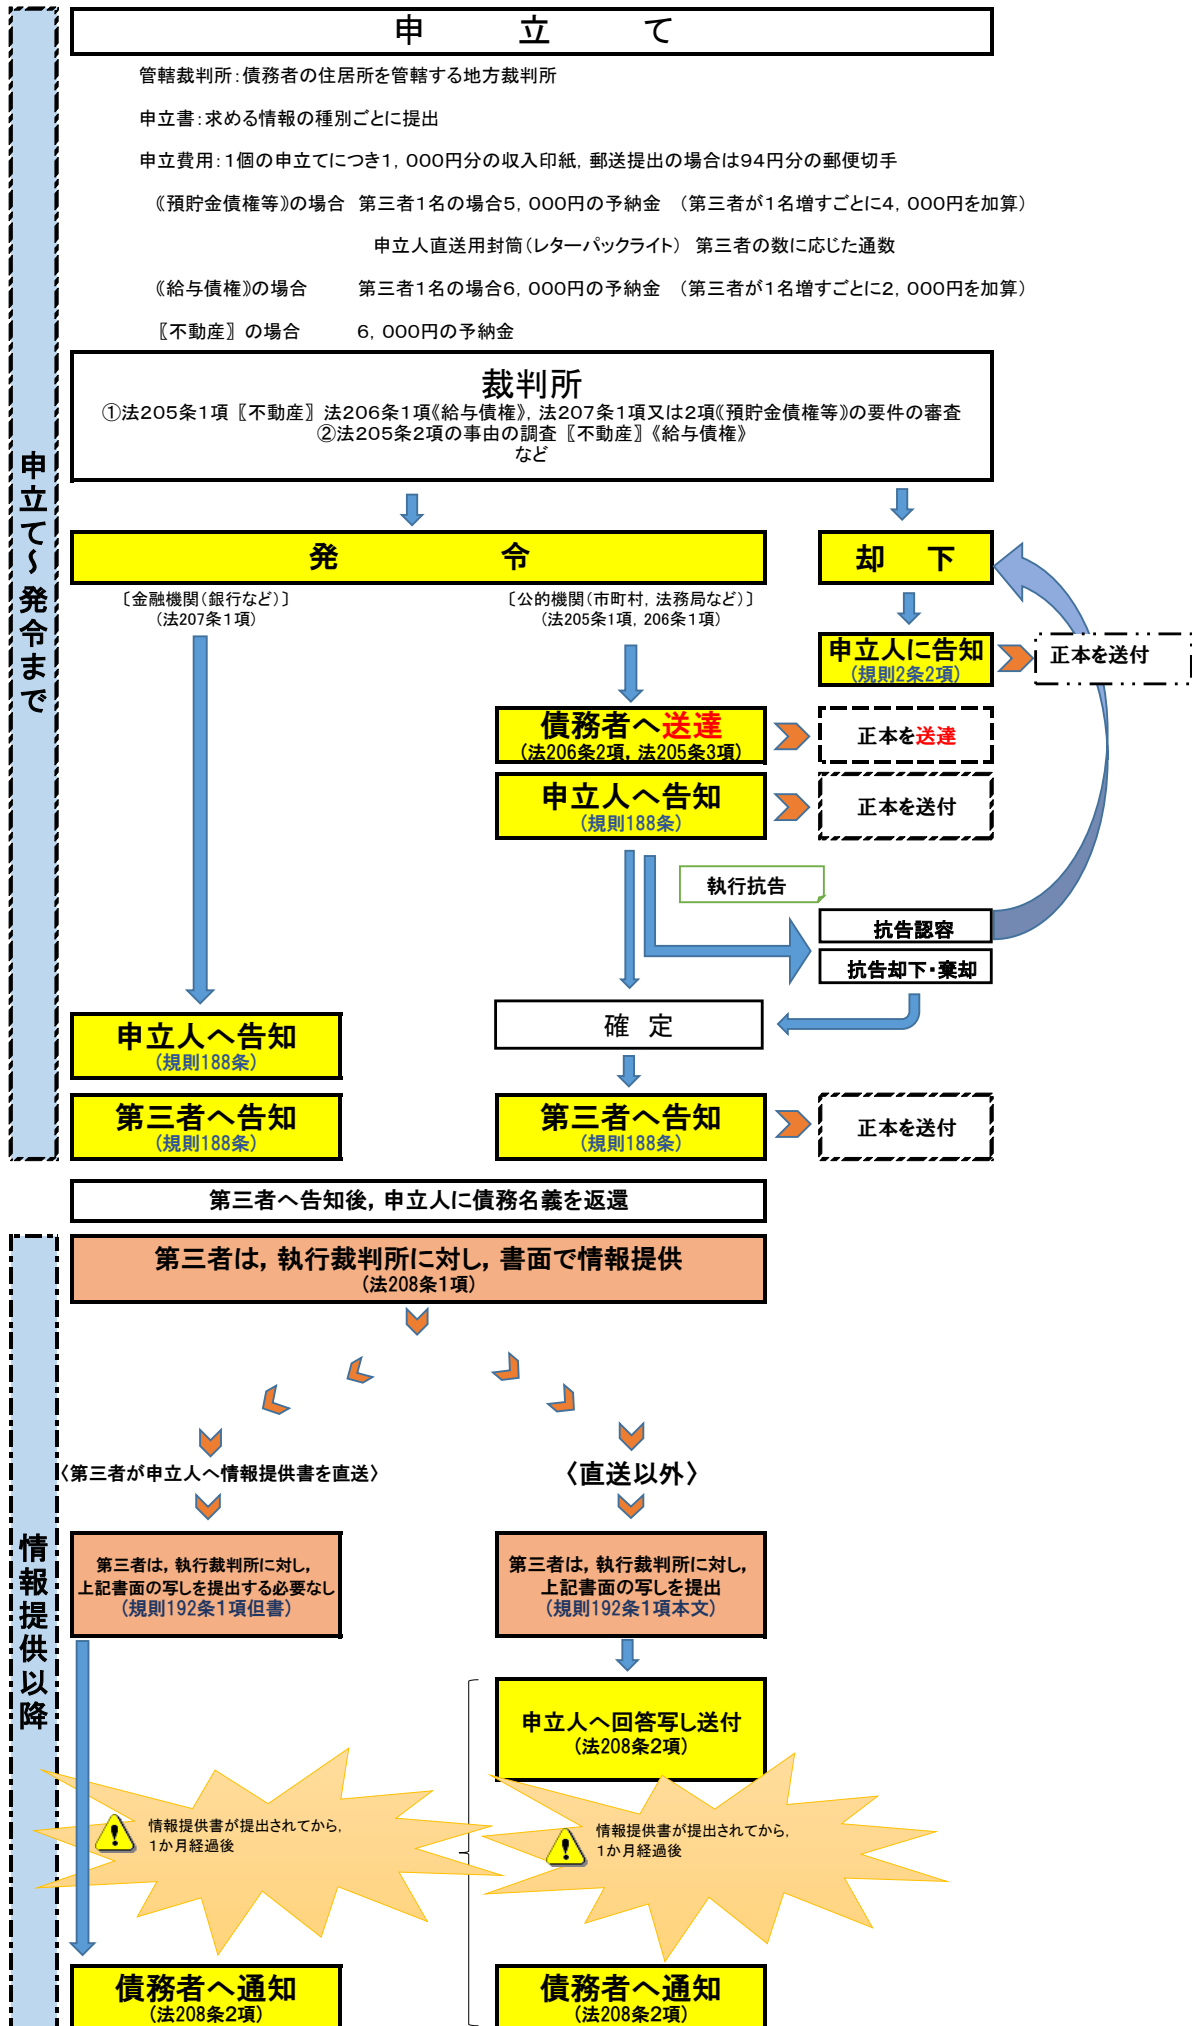 申立て
管轄裁判所：債務者の住居所を管轄する地方裁判所
申立書：求める情報の種別ごとに提出
申立費用：1個の申立てにつき1，000円分の収入印紙，郵送提出の場合は94円分の郵便切手
《預貯金債権等》の場合　第三者1名の場合5，000円の予納金　（第三者が1名増すごとに4，000円を加算）
申立人直送用封筒（レターパックライト）　第三者の数に応じた通数
《給与債権》の場合　第三者1名の場合6，000円の予納金　（第三者が1名増すごとに2，000円を加算）
〖不動産〗の場合　6，000円の予納金
裁判所
①法205条1項〖不動産〗法206条1項《給与債権》，法207条1項又は2項《預貯金債権等》の要件の審査
②法205条2項の事由の調査〖不動産〗《給与債権》
など
申立て～発令まで
発令
却下
〔金融機関（銀行など）〕
（法207条1項）
〔公的機関（市町村，法務局など）〕
（法205条1項，206条1項）
申立人に告知
（規則2条2項）
正本を送付
債務者へ送達
（法206条2項，法205条3項）
正本を送達
申立人へ告知
（規則188条）
正本を送付
執行抗告
抗告認容
抗告却下・棄却
確　定
申立人へ告知
（規則188条）
第三者へ告知
（規則188条）
第三者へ告知
（規則188条）
正本を送付
第三者へ告知後，申立人に債務名義を返還
第三者は，執行裁判所に対し，書面で情報提供
（法208条1項）
情報提供以降
〈第三者が申立人へ情報提供書を直送〉
〈直送以外〉
第三者は，執行裁判所に対し，
上記書面の写しを提出する必要なし
（規則192条1項但書）
第三者は，執行裁判所に対し，
上記書面の写しを提出
（規則192条1項本文）
申立人へ回答写し送付
（法208条2項）
情報提供書が提出されてから，
1か月経過後
情報提供書が提出されてから，
1か月経過後
債務者へ通知
（法208条2項）
債務者へ通知
（法208条2項）